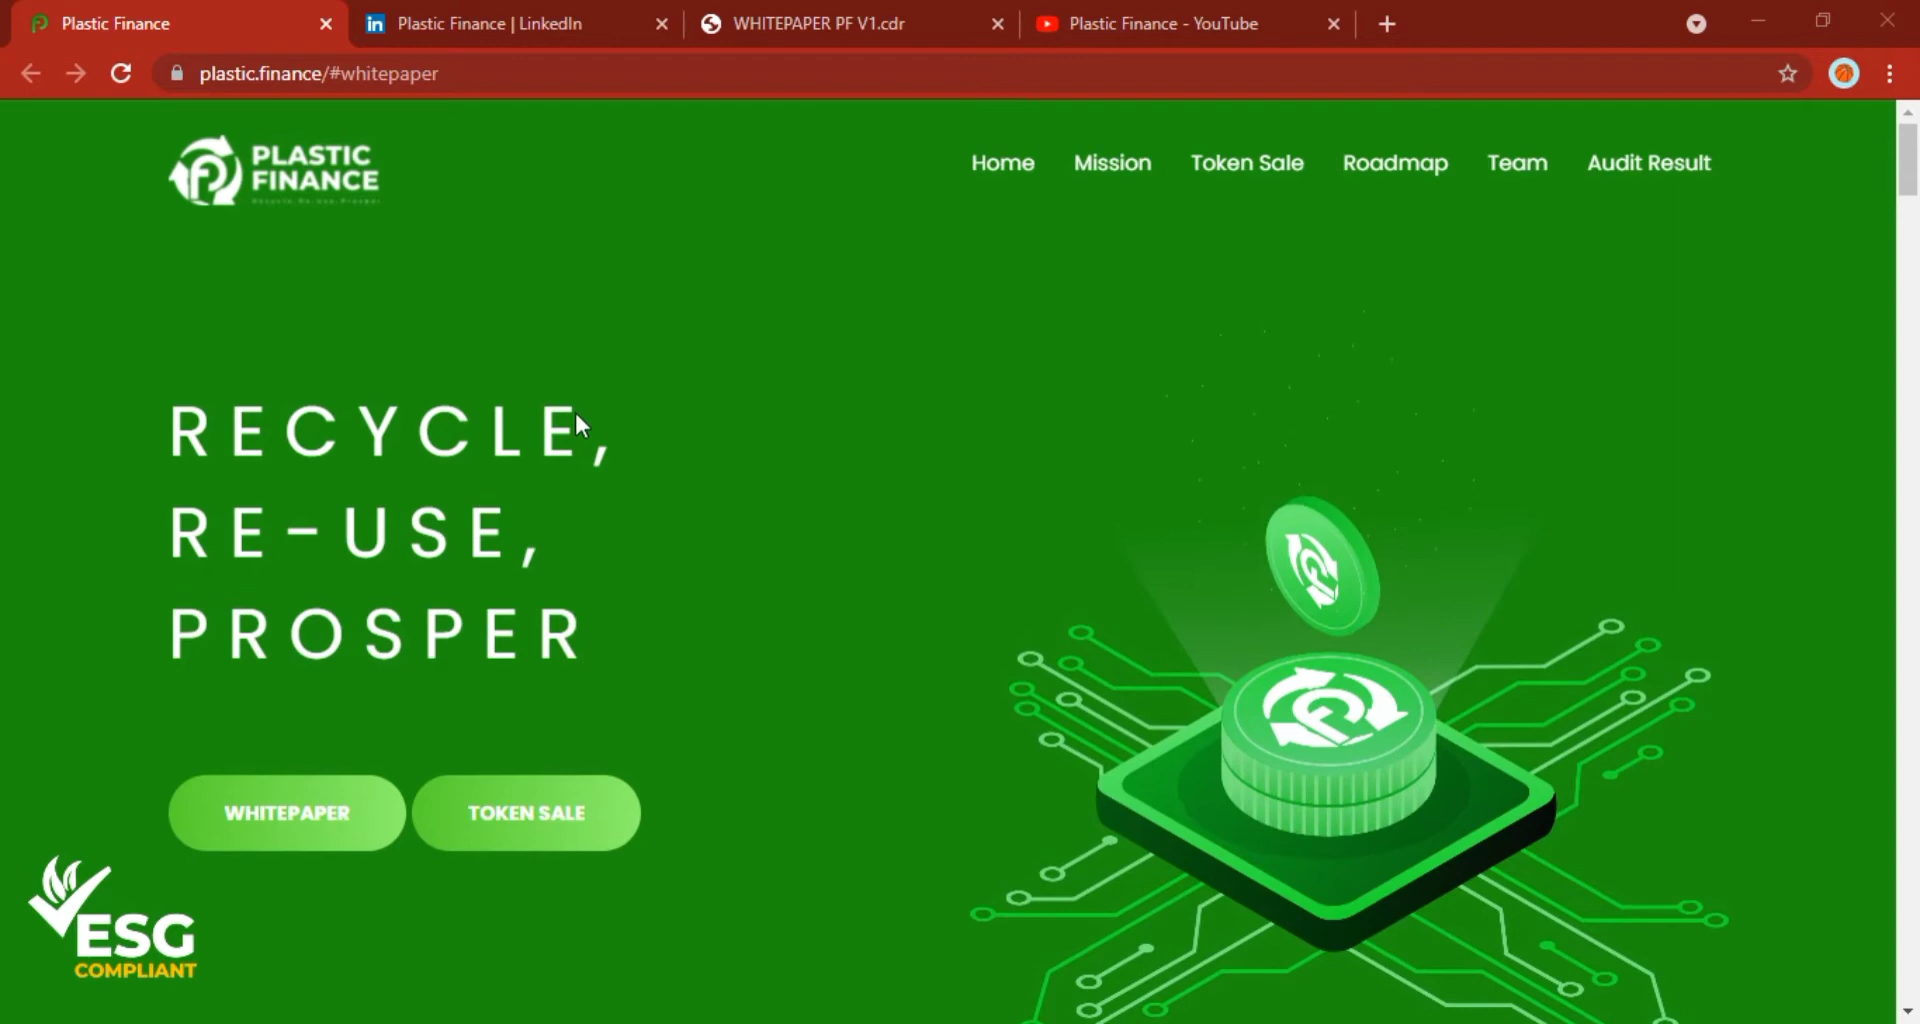 Plastic Finance
Plastic Finance | LinkedIn
WHITEPAPER PF V1.cdr
Plastic Finance - YouTube
plastic.finance/#whitepaper
PLASTIC
FINANCE
Recycle.Re-use.Prosper
Home
Mission
Token Sale
Roadmap
Team
Audit Result
RECYCLE,
RE-USE,
PROSPER
WHITEPAPER
TOKEN SALE
ESG
COMPLIANT